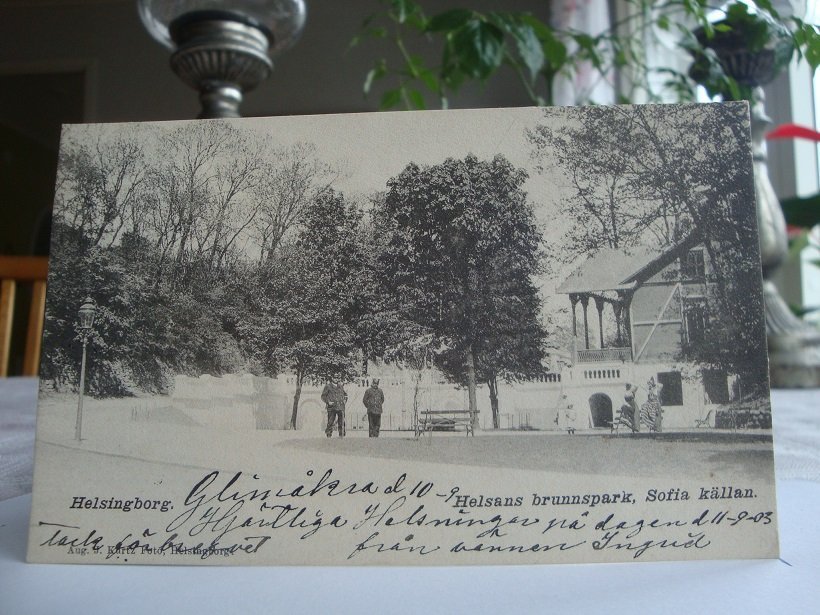 Helsingborg. Glimåkra d 10-9 Helsans brunnspark, Sofia källan.
Hjärtliga Helsningar på dagen d 11-9-03
Tack för brevet från vännen Ingrid
Aug. S. Kurtz Foto, Helsingborg.